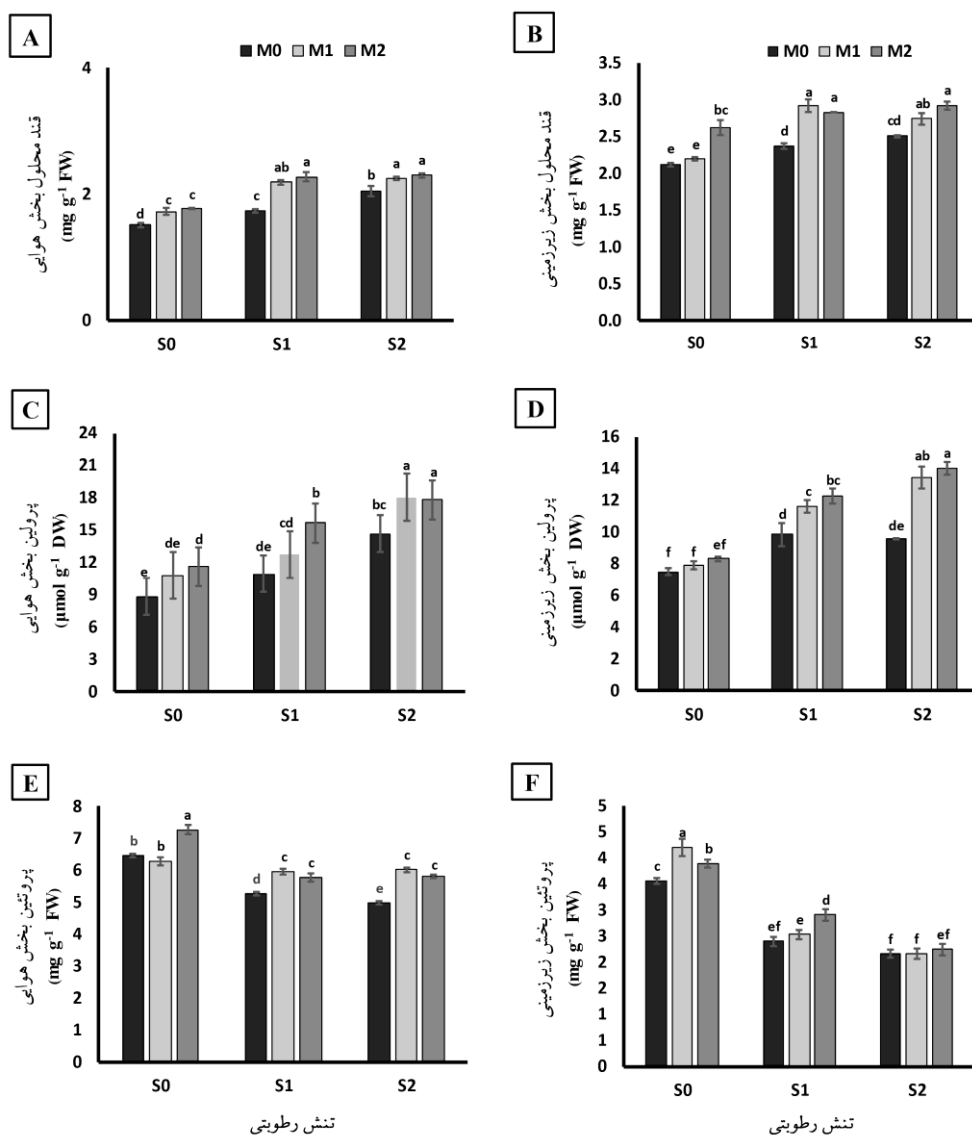 A
M0 M1 M2
4
2
0
d c c
c ab a
b a a
S0 S1 S2
قند محلول بخش هوایی
(mg g-1 FW)
B
M0 M1 M2
3.5
3.0
2.5
2.0
1.5
1.0
0.5
0.0
e e bc
d a a
cd ab a
S0 S1 S2
قند محلول بخش زیرزمینی
(mg g-1 FW)
C
24
21
18
15
12
9
6
3
0
e de d
de cd b
bc a a
S0 S1 S2
پرولین بخش هوایی
(µmol g-1 DW)
D
16
14
12
10
8
6
4
2
0
f f ef
d c bc
de ab a
S0 S1 S2
پرولین بخش زیرزمینی
(µmol g-1 DW)
E
8
7
6
5
4
3
2
1
0
b b a
d c c
e c c
S0 S1 S2
پروتئین بخش هوایی
(mg g-1 FW)
تنش رطوبتی
F
5
5
4
4
3
3
2
2
1
1
0
c a b
ef e d
f f ef
S0 S1 S2
پروتئین بخش زیرزمینی
(mg g-1 FW)
تنش رطوبتی